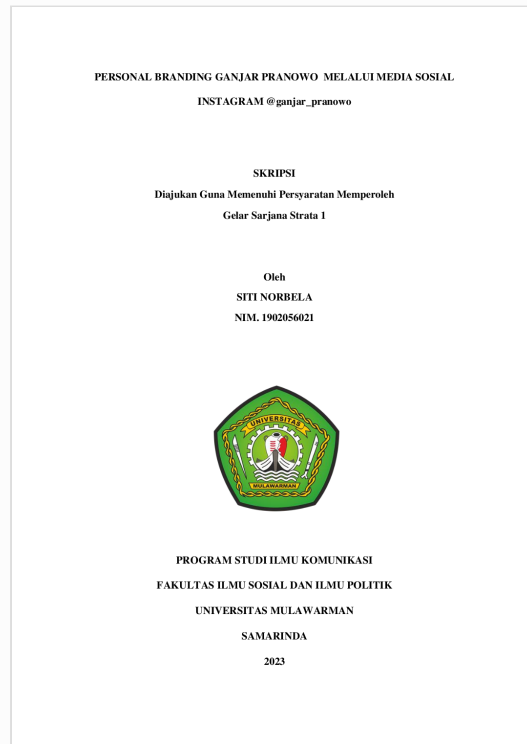 PERSONAL BRANDING GANJAR PRANOWO MELALUI MEDIA SOSIAL
INSTAGRAM @ganjar_pranowo
SKRIPSI
Diajukan Guna Memenuhi Persyaratan Memperoleh
Gelar Sarjana Strata 1
Oleh
SITI NORBELA
NIM. 1902056021
UNIVERSITAS
MULAWARMAN
PROGRAM STUDI ILMU KOMUNIKASI
FAKULTAS ILMU SOSIAL DAN ILMU POLITIK
UNIVERSITAS MULAWARMAN
SAMARINDA
2023